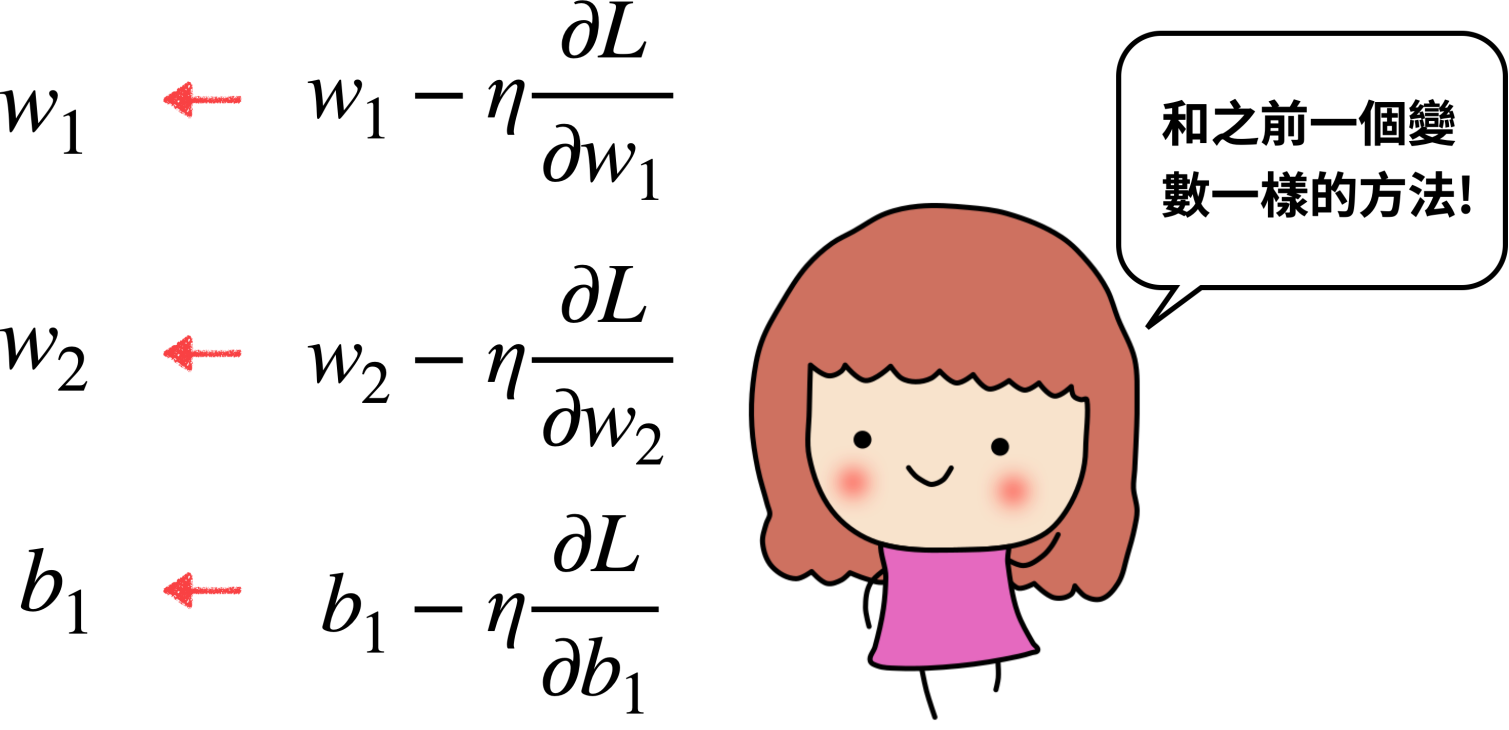 w₁ ← w₁ − η ∂L/∂w₁
和之前一個變
數一樣的方法!
w₂ ← w₂ − η ∂L/∂w₂
b₁ ← b₁ − η ∂L/∂b₁